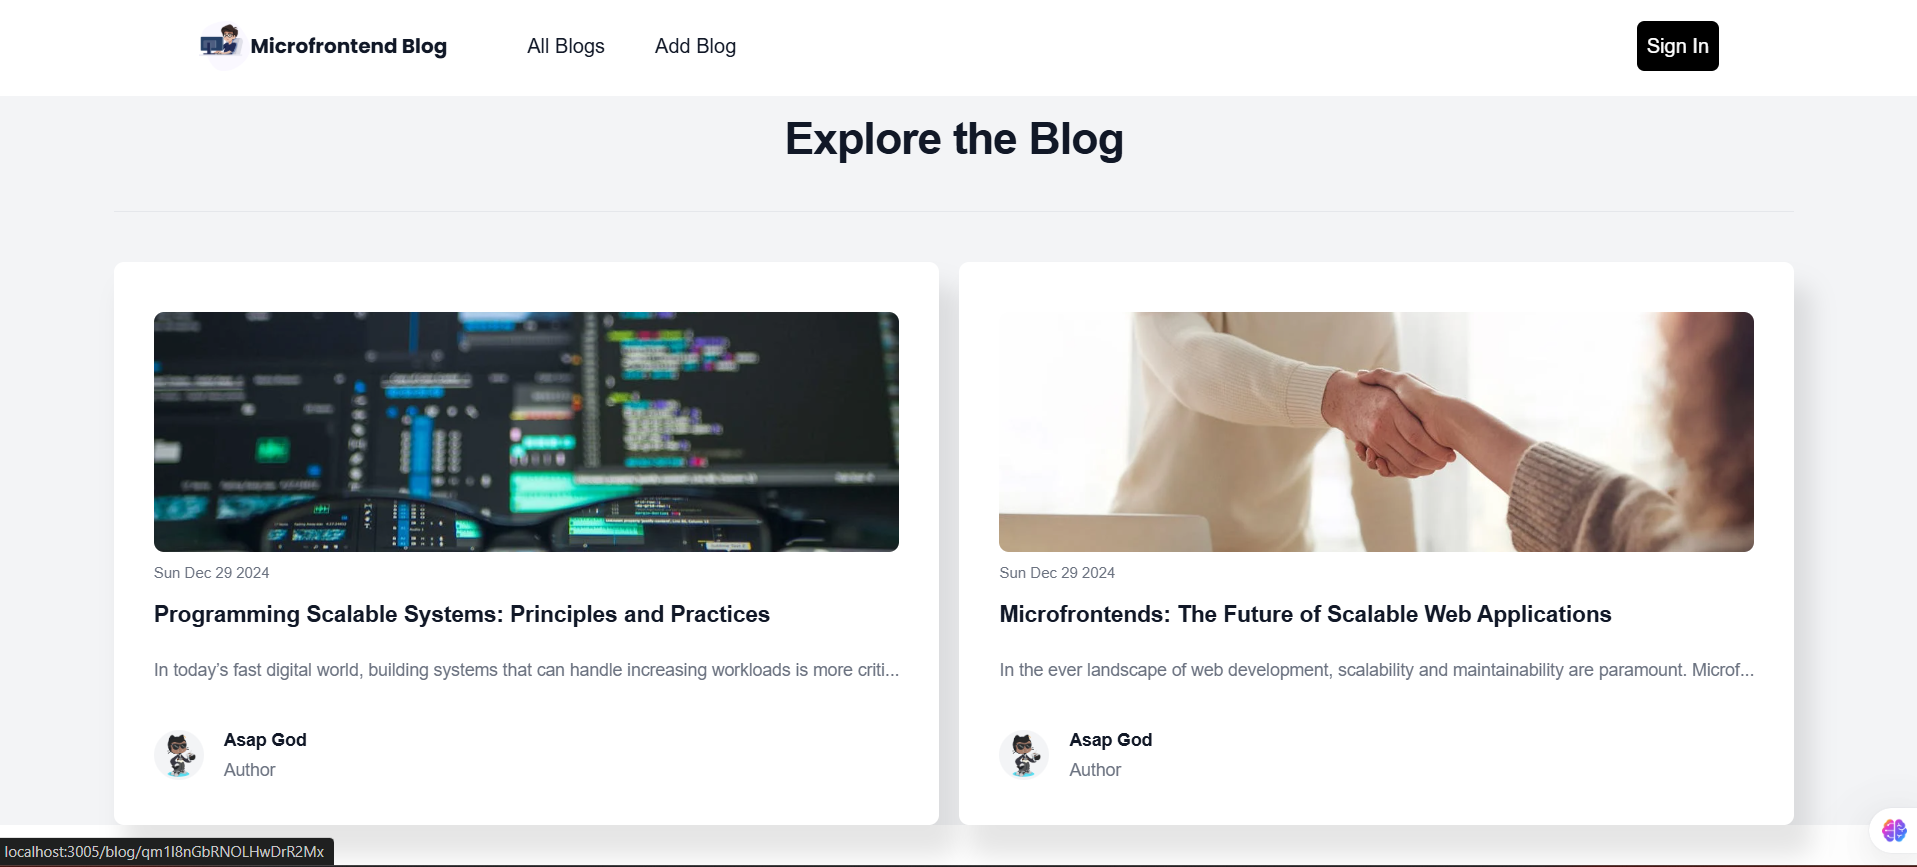 Microfrontend Blog
All Blogs
Add Blog
Sign In
Explore the Blog
Sun Dec 29 2024
Programming Scalable Systems: Principles and Practices
In today’s fast digital world, building systems that can handle increasing workloads is more criti...
Asap God
Author
Sun Dec 29 2024
Microfrontends: The Future of Scalable Web Applications
In the ever landscape of web development, scalability and maintainability are paramount. Microf...
Asap God
Author
localhost:3005/blog/qm1I8nGbRNOLHwDrR2Mx